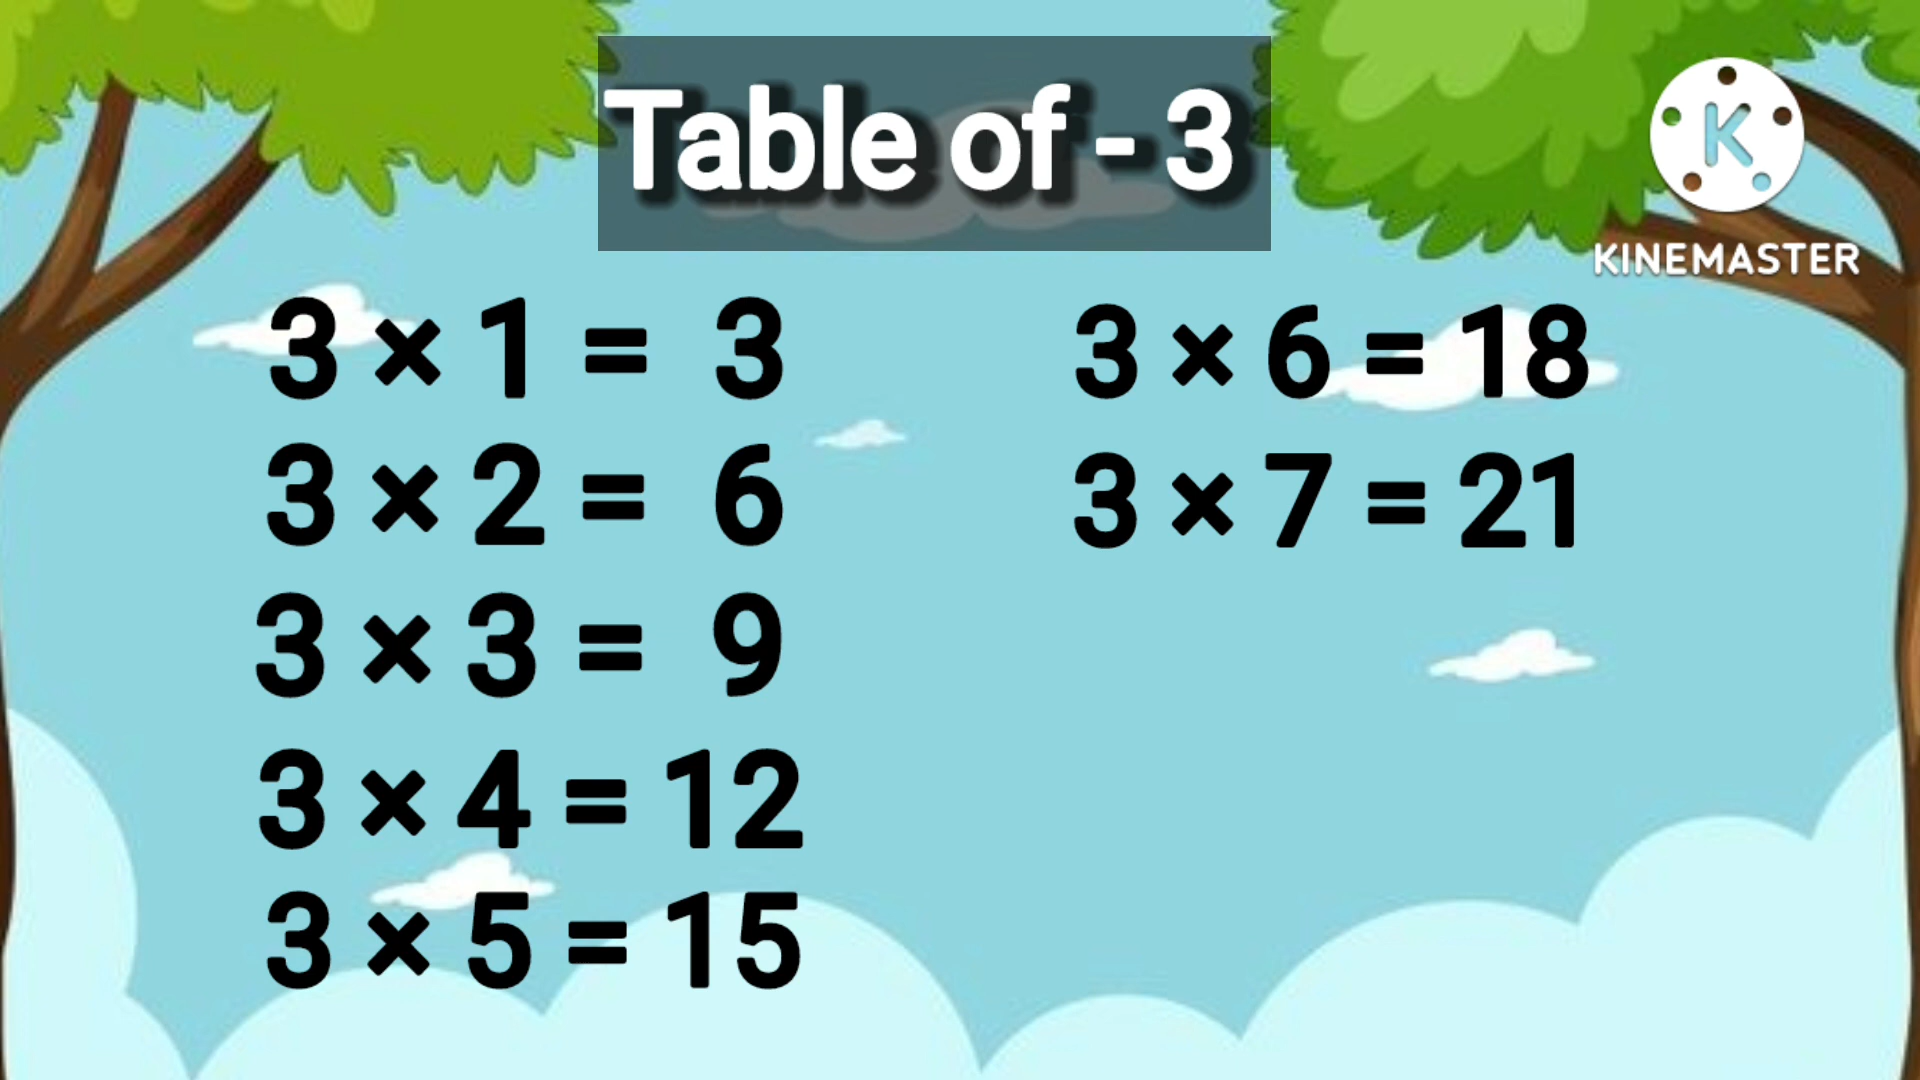 Table of - 3
KINEMASTER
3 × 1 = 3
3 × 2 = 6
3 × 3 = 9
3 × 4 = 12
3 × 5 = 15
3 × 6 = 18
3 × 7 = 21